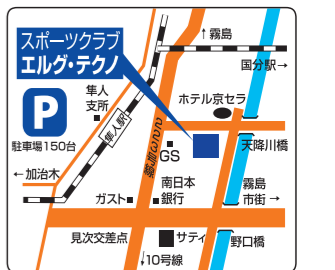 スポーツクラブ
エルグ・テクノ
↑霧島
国分駅→
P
駐車場150台
隼人
支所
隼人駅
ホテル京セラ
天降川橋
GS
←加治木
ガスト
南日本
銀行
霧島
市街→
見次交差点
サティ
野口橋
↓10号線